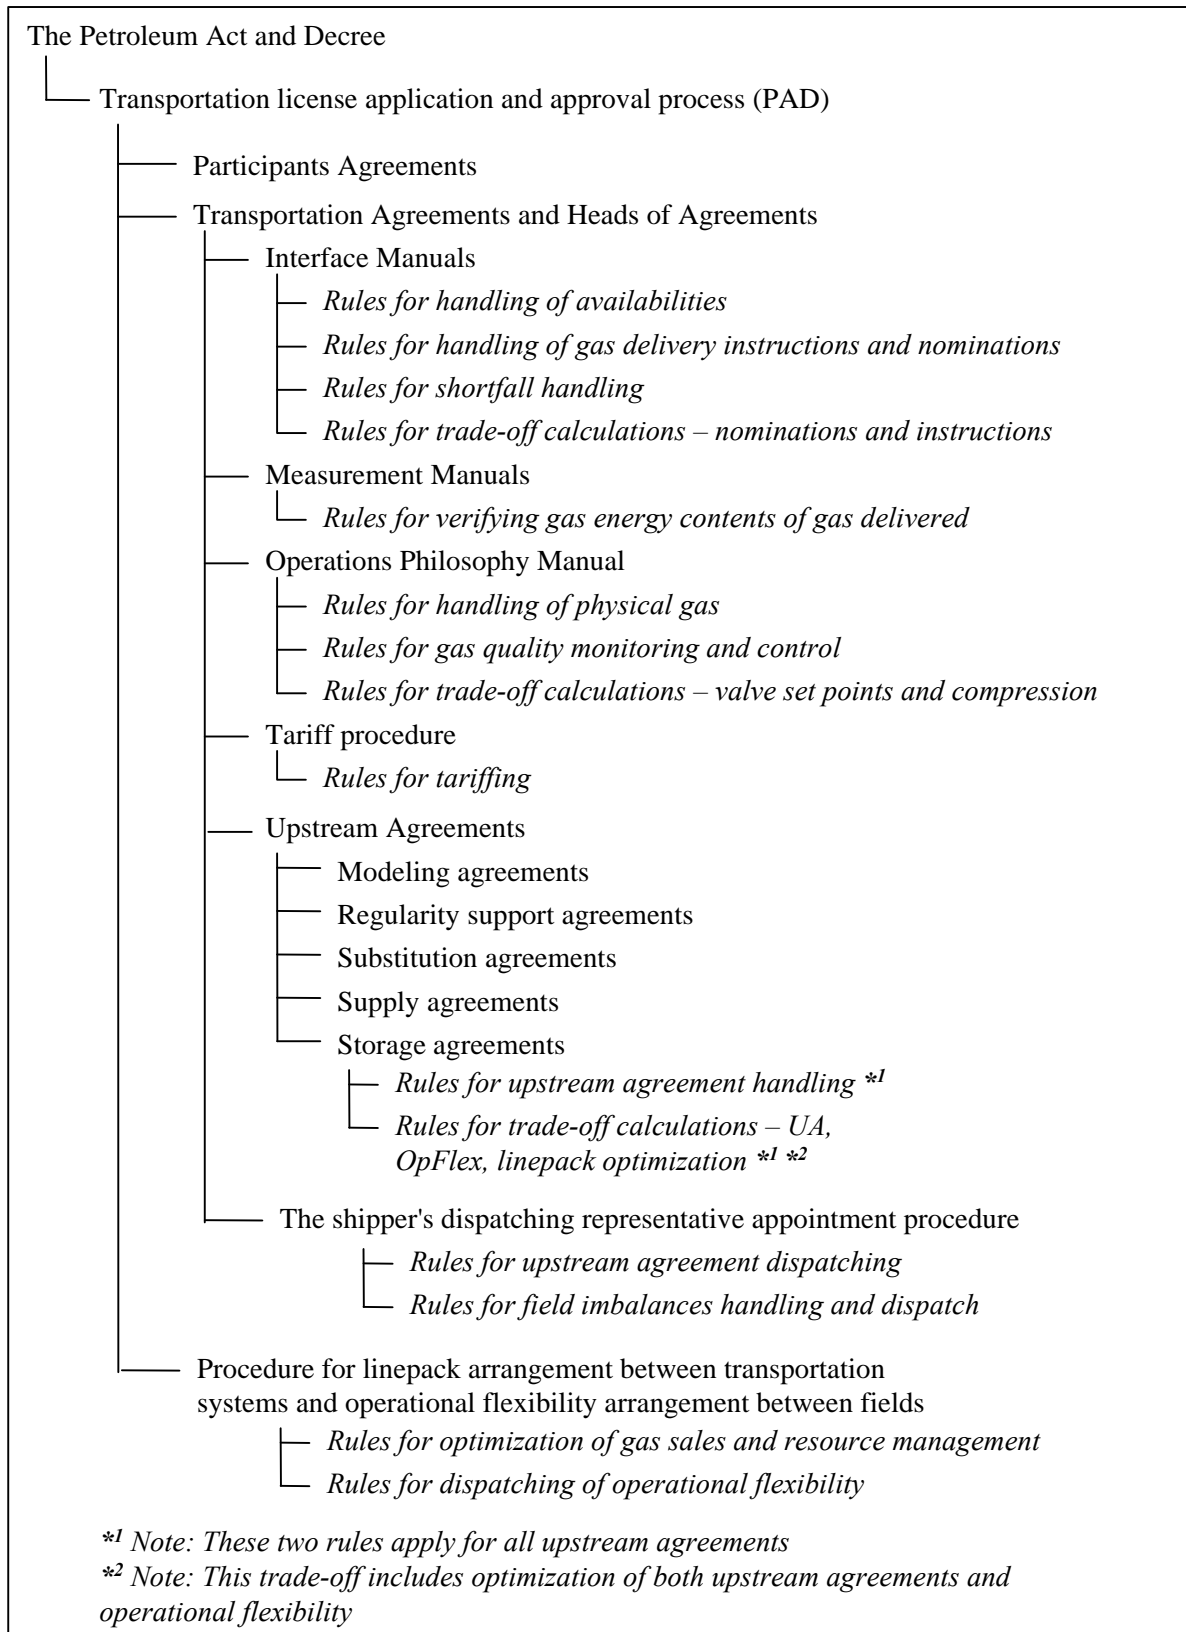 The Petroleum Act and Decree
Transportation license application and approval process (PAD)
Participants Agreements
Transportation Agreements and Heads of Agreements
Interface Manuals
Rules for handling of availabilities
Rules for handling of gas delivery instructions and nominations
Rules for shortfall handling
Rules for trade-off calculations – nominations and instructions
Measurement Manuals
Rules for verifying gas energy contents of gas delivered
Operations Philosophy Manual
Rules for handling of physical gas
Rules for gas quality monitoring and control
Rules for trade-off calculations – valve set points and compression
Tariff procedure
Rules for tariffing
Upstream Agreements
Modeling agreements
Regularity support agreements
Substitution agreements
Supply agreements
Storage agreements
Rules for upstream agreement handling *1
Rules for trade-off calculations – UA,
OpFlex, linepack optimization *1 *2
The shipper's dispatching representative appointment procedure
Rules for upstream agreement dispatching
Rules for field imbalances handling and dispatch
Procedure for linepack arrangement between transportation
systems and operational flexibility arrangement between fields
Rules for optimization of gas sales and resource management
Rules for dispatching of operational flexibility
*1 Note: These two rules apply for all upstream agreements
*2 Note: This trade-off includes optimization of both upstream agreements and
operational flexibility